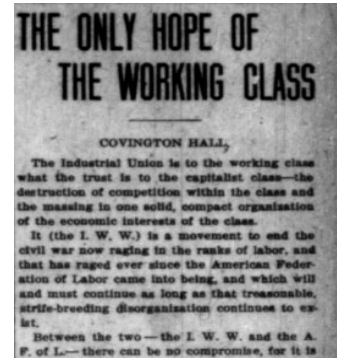 THE ONLY HOPE OF
THE WORKING CLASS
COVINGTON HALL,
The Industrial Union is to the working class
what the trust is to the capitalist class—the
destruction of competition within the class and
the massing in one solid, compact organization
of the economic interests of the class.
It (the I. W. W.) is a movement to end the
civil war now raging in the ranks of labor, and
that has raged ever since the American Feder-
ation of Labor came into being, and which will
and must continue as long as that treasonable,
strife-breeding disorganization continues to ex-
ist.
Between the two—the I. W. W. and the A.
F. of L.—there can be no compromise, for it is